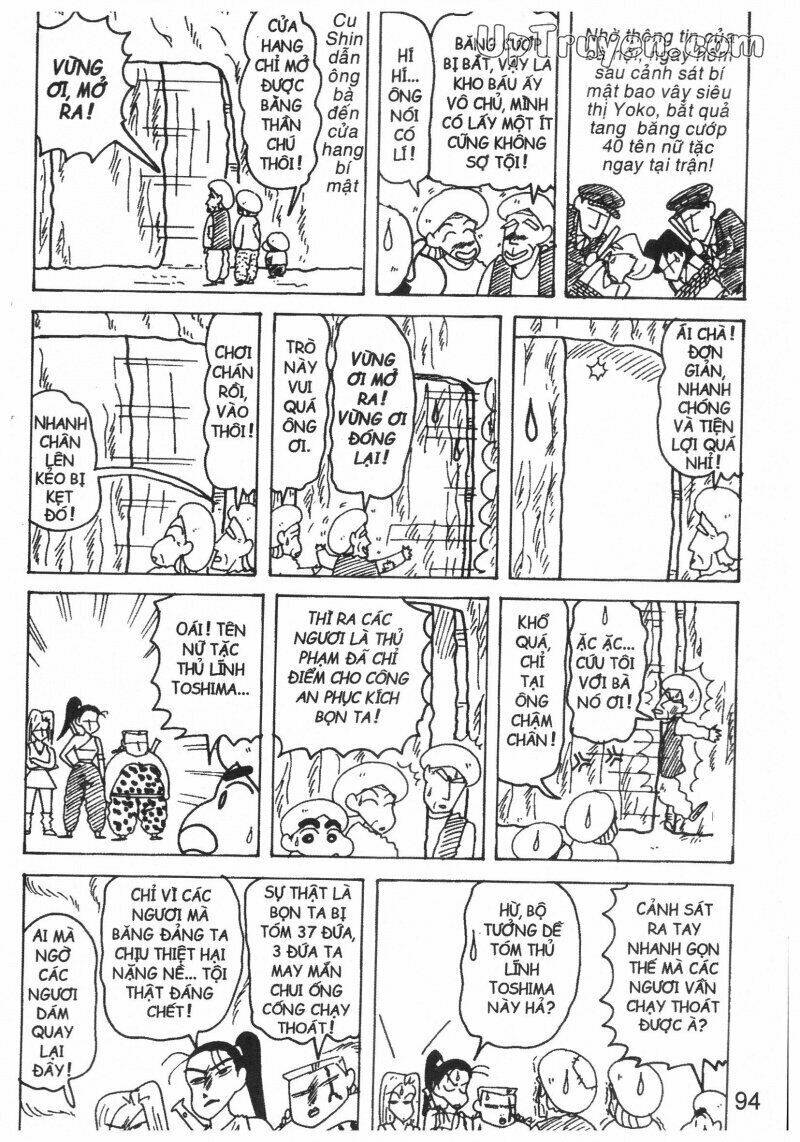 UpTruyen.com
Nhờ thông tin của
bà nội, ngay hôm
sau cảnh sát bí
mật bao vây siêu
thị Yoko, bắt quả
tang băng cướp
40 tên nữ tặc
ngay tại trận!
BĂNG CƯỚP
BỊ BẮT, VẬY LÀ
KHO BÁU ẤY
VÔ CHỦ, MÌNH
CÓ LẤY MỘT ÍT
CŨNG KHÔNG
SỢ TỘI!
HÍ
HÍ...
ÔNG
NÓI
CÓ
LÍ!
Cu
Shin
dẫn
ông
bà
đến
cửa
hang
bí
mật
CỬA
HANG
CHỈ MỞ
ĐƯỢC
BẰNG
THẦN
CHÚ
THÔI!
VỪNG
ƠI, MỞ
RA!
ÁI CHÀ!
ĐƠN
GIẢN,
NHANH
CHÓNG
VÀ TIỆN
LỢI QUÁ
NHỈ!
VỪNG
ƠI MỞ
RA!
VỪNG ƠI
ĐÓNG
LẠI!
TRÒ
NÀY VUI
QUÁ
ÔNG
ƠI.
CHƠI
CHÁN
RỒI,
VÀO
THÔI!
NHANH
CHÂN LÊN
KẺO BỊ
KẸT
ĐÓ!
ẶC ẶC...
CỨU TÔI
VỚI BÀ
NÓ ƠI!
KHỔ
QUÁ,
CHỈ
TẠI
ÔNG
CHẬM
CHÂN!
THÌ RA CÁC
NGƯƠI LÀ THỦ
PHẠM ĐÃ CHỈ
ĐIỂM CHO CÔNG
AN PHỤC KÍCH
BỌN TA!
OÁI! TÊN
NỮ TẶC
THỦ LĨNH
TOSHIMA...
CẢNH SÁT
RA TAY
NHANH GỌN
THẾ MÀ CÁC
NGƯƠI VẪN
CHẠY THOÁT
ĐƯỢC À?
HỪ, BỘ
TƯỞNG DỄ
TÓM THỦ
LĨNH
TOSHIMA
NÀY HẢ?
SỰ THẬT LÀ
BỌN TA BỊ
TÓM 37 ĐỨA,
3 ĐỨA TA
MAY MẮN
CHUI ỐNG
CỐNG CHẠY
THOÁT!
CHỈ VÌ CÁC
NGƯƠI MÀ
BĂNG ĐẢNG TA
CHỊU THIỆT HẠI
NẶNG NỀ... TỘI
THẬT ĐÁNG
CHẾT!
AI MÀ
NGỜ
CÁC
NGƯƠI
DÁM
QUAY
LẠI
ĐÂY!
94